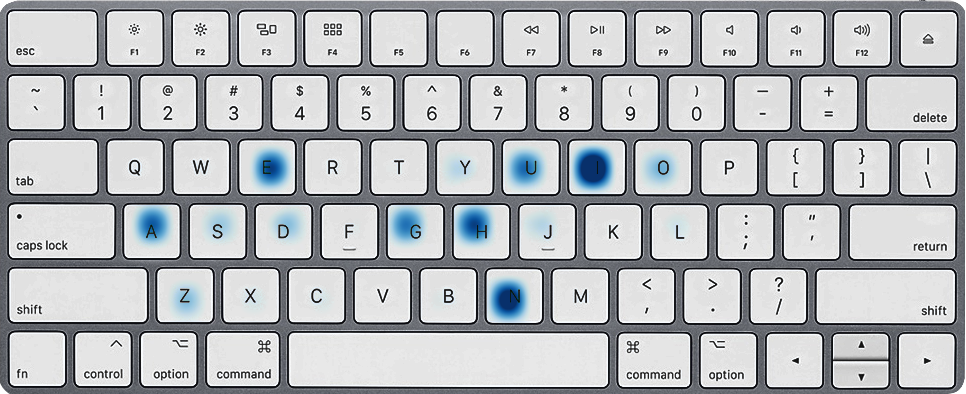 esc F1 F2 F3 F4 F5 F6 F7 F8 F9 F10 F11 F12
~ ` ! 1 @ 2 # 3 $ 4 % 5 ^ 6 & 7 * 8 ( 9 ) 0 — - + = delete
tab Q W E R T Y U I O P { [ } ] | \
caps lock A S D F G H J K L : ; " ' return
shift Z X C V B N M < , > . ? / shift
fn control option command command option